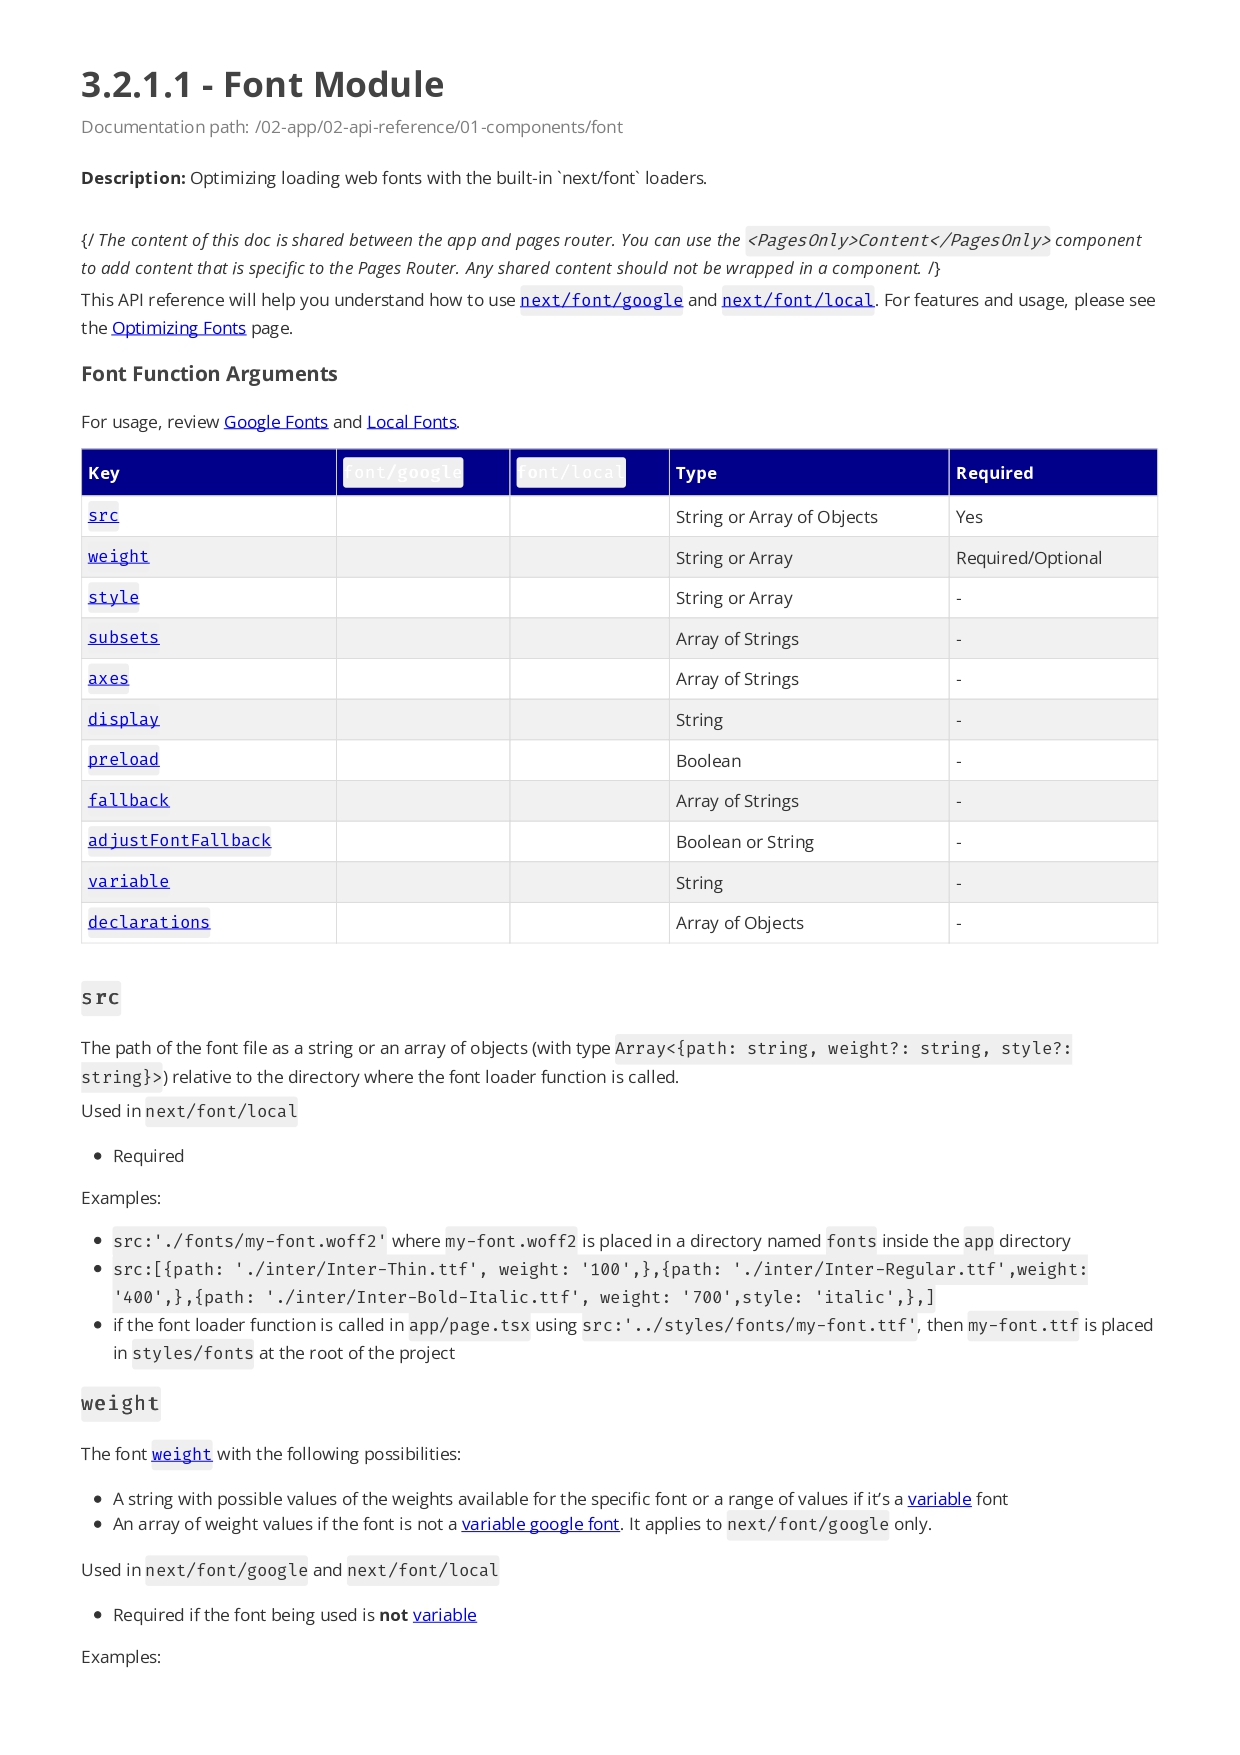 3.2.1.1 - Font Module
Documentation path: /02-app/02-api-reference/01-components/font
Description: Optimizing loading web fonts with the built-in `next/font` loaders.
{/ The content of this doc is shared between the app and pages router. You can use the <PagesOnly>Content</PagesOnly> component
to add content that is specific to the Pages Router. Any shared content should not be wrapped in a component. /}
This API reference will help you understand how to use next/font/google and next/font/local. For features and usage, please see
the Optimizing Fonts page.
Font Function Arguments
For usage, review Google Fonts and Local Fonts.
Key font/google font/local Type Required
src String or Array of Objects Yes
weight String or Array Required/Optional
style String or Array -
subsets Array of Strings -
axes Array of Strings -
display String -
preload Boolean -
fallback Array of Strings -
adjustFontFallback Boolean or String -
variable String -
declarations Array of Objects -
src
The path of the font file as a string or an array of objects (with type Array<{path: string, weight?: string, style?:
string}>) relative to the directory where the font loader function is called.
Used in next/font/local
• Required
Examples:
• src:'./fonts/my-font.woff2' where my-font.woff2 is placed in a directory named fonts inside the app directory
• src:[{path: './inter/Inter-Thin.ttf', weight: '100',},{path: './inter/Inter-Regular.ttf',weight:
'400',},{path: './inter/Inter-Bold-Italic.ttf', weight: '700',style: 'italic',},]
• if the font loader function is called in app/page.tsx using src:'../styles/fonts/my-font.ttf', then my-font.ttf is placed
in styles/fonts at the root of the project
weight
The font weight with the following possibilities:
• A string with possible values of the weights available for the specific font or a range of values if it’s a variable font
• An array of weight values if the font is not a variable google font. It applies to next/font/google only.
Used in next/font/google and next/font/local
• Required if the font being used is not variable
Examples: